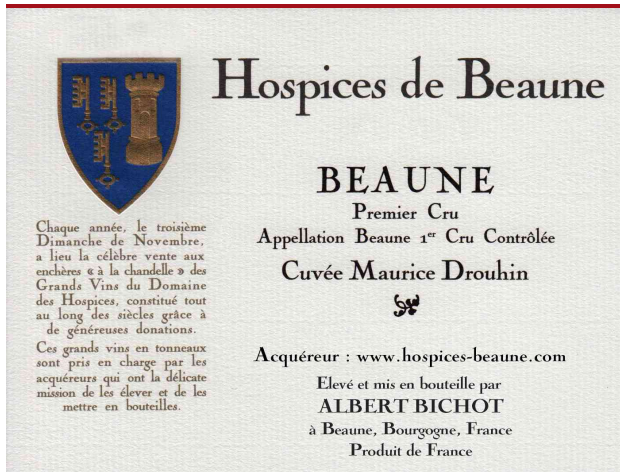 Hospices de Beaune
BEAUNE
Premier Cru
Appellation Beaune 1er Cru Contrôlée
Cuvée Maurice Drouhin
Chaque année, le troisième
Dimanche de Novembre,
a lieu la célèbre vente aux
enchères « à la chandelle » des
Grands Vins du Domaine
des Hospices, constitué tout
au long des siècles grâce à
de généreuses donations.
Ces grands vins en tonneaux
sont pris en charge par les
acquéreurs qui ont la délicate
mission de les élever et de les
mettre en bouteilles.
Acquéreur : www.hospices-beaune.com
Elevé et mis en bouteille par
ALBERT BICHOT
à Beaune, Bourgogne, France
Produit de France